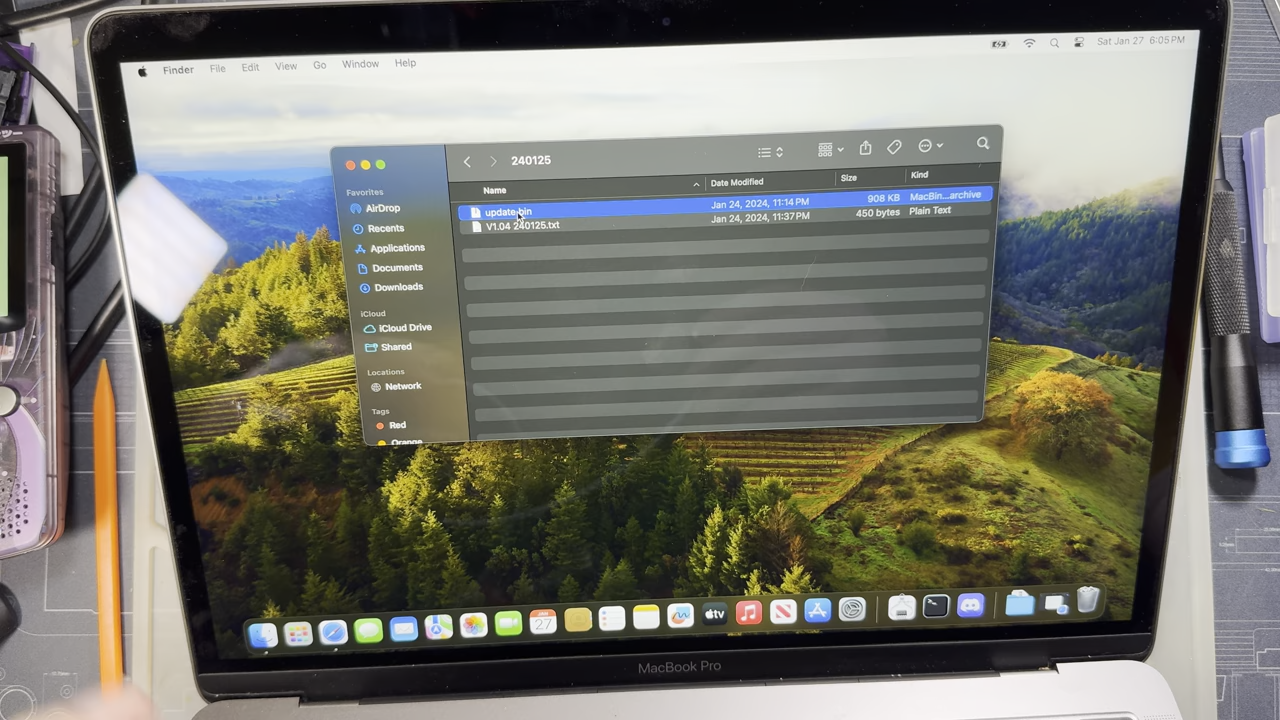 Finder File Edit View Go Window Help
Sat Jan 27 6:05 PM
240125
Name Date Modified Size Kind
update.bin Jan 24, 2024, 11:14 PM 908 KB MacBin...archive
V1.04 240125.txt Jan 24, 2024, 11:37 PM 450 bytes Plain Text
Favorites
AirDrop
Recents
Applications
Documents
Downloads
iCloud
iCloud Drive
Shared
Locations
Network
Tags
Red
Orange
JAN
27
tv
MacBook Pro